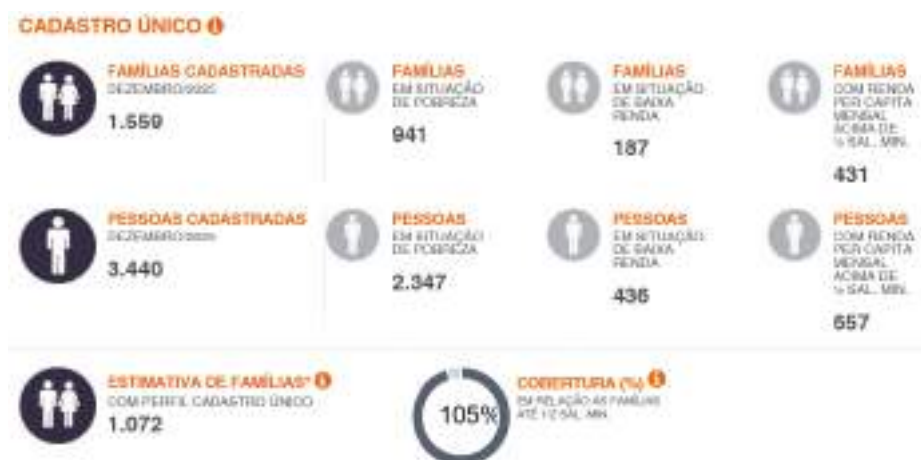 CADASTRO ÚNICO
FAMÍLIAS CADASTRADAS
DEZEMBRO/2025
1.559
FAMÍLIAS
EM SITUAÇÃO
DE POBREZA
941
FAMÍLIAS
EM SITUAÇÃO
DE BAIXA
RENDA
187
FAMÍLIAS
COM RENDA
PER CAPITA
MENSAL
ACIMA DE
½ SAL. MIN.
431
PESSOAS CADASTRADAS
DEZEMBRO/2025
3.440
PESSOAS
EM SITUAÇÃO
DE POBREZA
2.347
PESSOAS
EM SITUAÇÃO
DE BAIXA
RENDA
436
PESSOAS
COM RENDA
PER CAPITA
MENSAL
ACIMA DE
½ SAL. MIN.
657
ESTIMATIVA DE FAMÍLIAS*
COM PERFIL CADASTRO ÚNICO
1.072
105%
COBERTURA (%)
EM RELAÇÃO ÀS FAMÍLIAS
ATÉ 1/2 SAL. MIN.